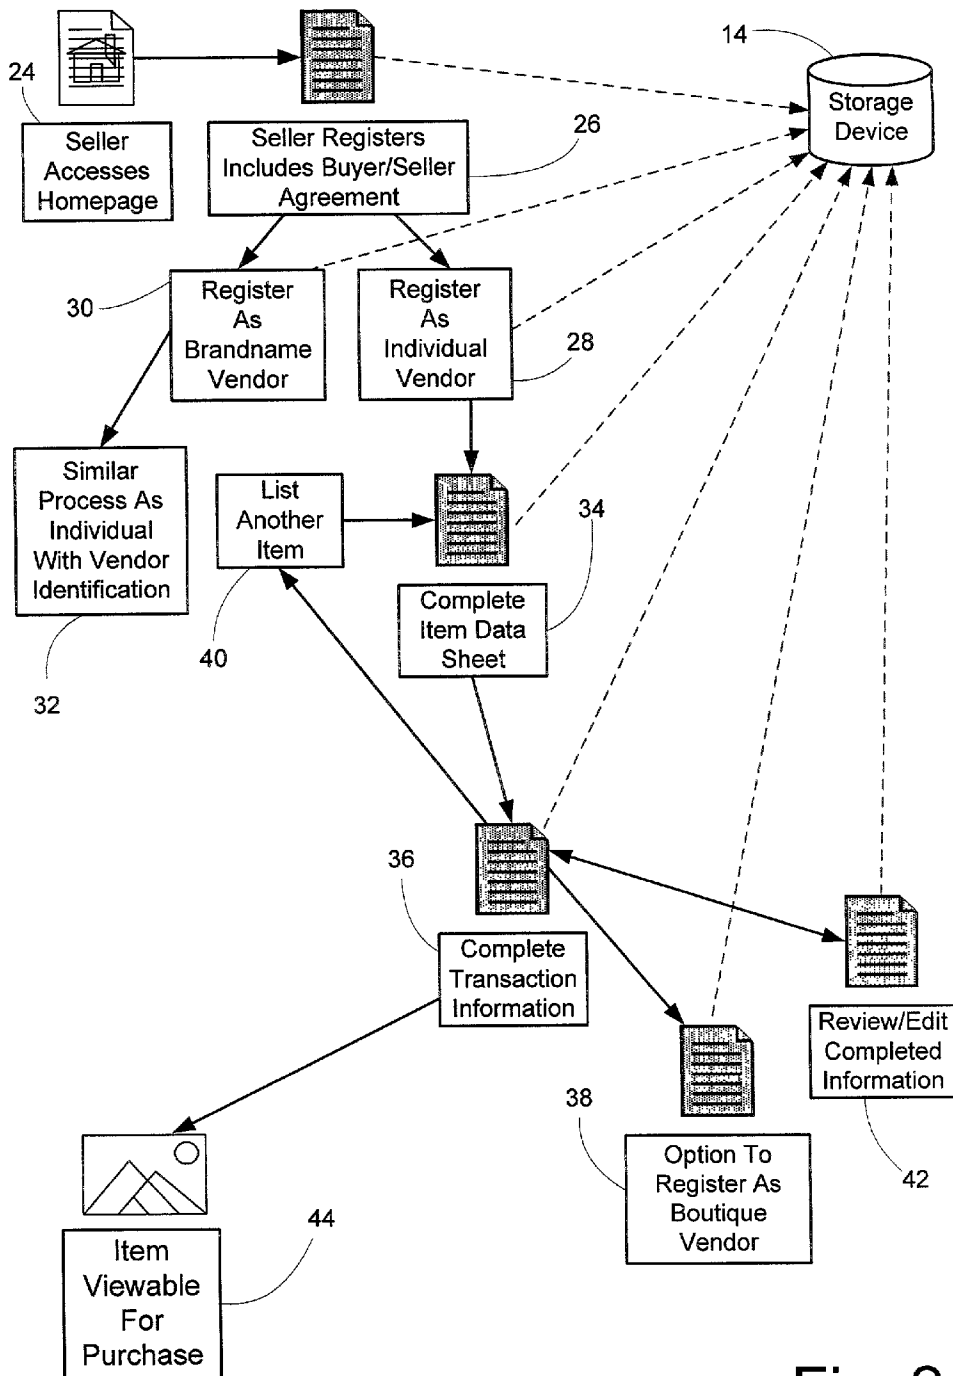 14
24
Storage
Device
Seller
Accesses
Homepage
Seller Registers
Includes Buyer/Seller
Agreement
26
30
Register
As
Brandname
Vendor
Register
As
Individual
Vendor
28
Similar
Process As
Individual
With Vendor
Identification
List
Another
Item
34
Complete
Item Data
Sheet
40
32
36
Complete
Transaction
Information
Review/Edit
Completed
Information
38
Option To
Register As
Boutique
Vendor
42
44
Item
Viewable
For
Purchase